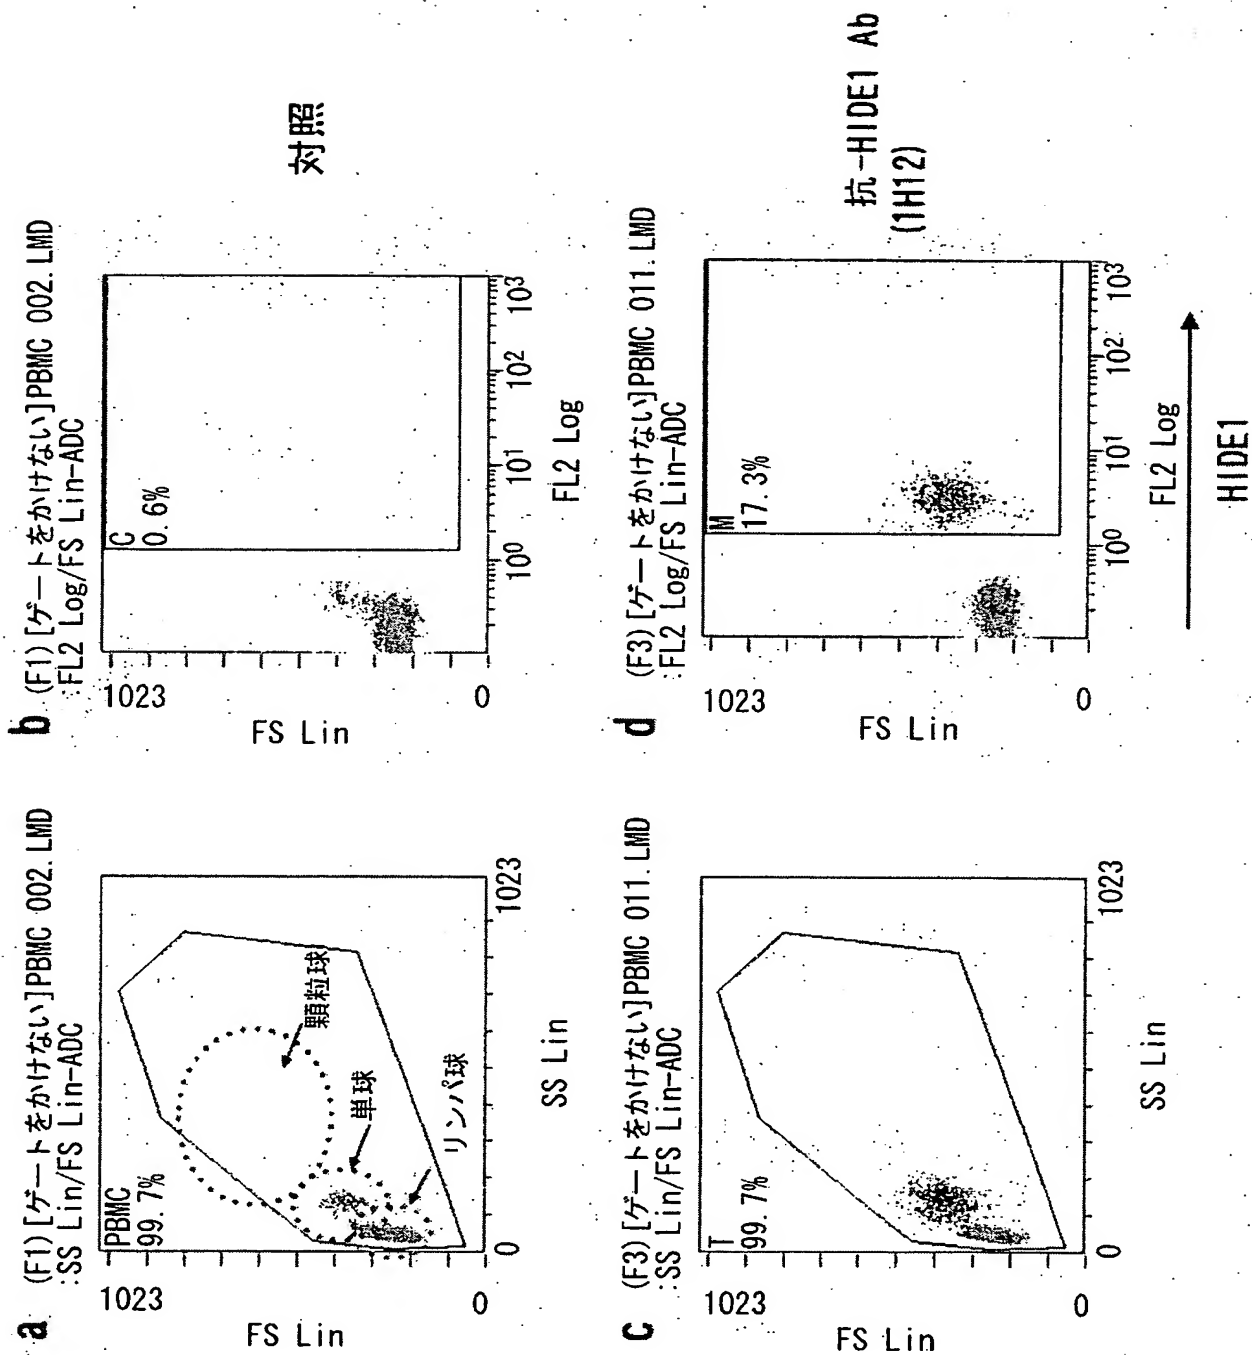 a
(F1)[ゲートをかけない]PBMC 002.LMD
:SS Lin/FS Lin-ADC
PBMC
99.7%
1023
FS Lin
0
顆粒球
単球
リンパ球
0
1023
SS Lin
b
(F1)[ゲートをかけない]PBMC 002.LMD
:FL2 Log/FS Lin-ADC
C
0.6%
1023
FS Lin
0
10⁰
10¹
10²
10³
FL2 Log
対照
c
(F3)[ゲートをかけない]PBMC 011.LMD
:SS Lin/FS Lin-ADC
T
99.7%
1023
FS Lin
0
0
1023
SS Lin
d
(F3)[ゲートをかけない]PBMC 011.LMD
:FL2 Log/FS Lin-ADC
M
17.3%
1023
FS Lin
0
10⁰
10¹
10²
10³
FL2 Log
HIDE1
抗-HIDE1 Ab
(1H12)